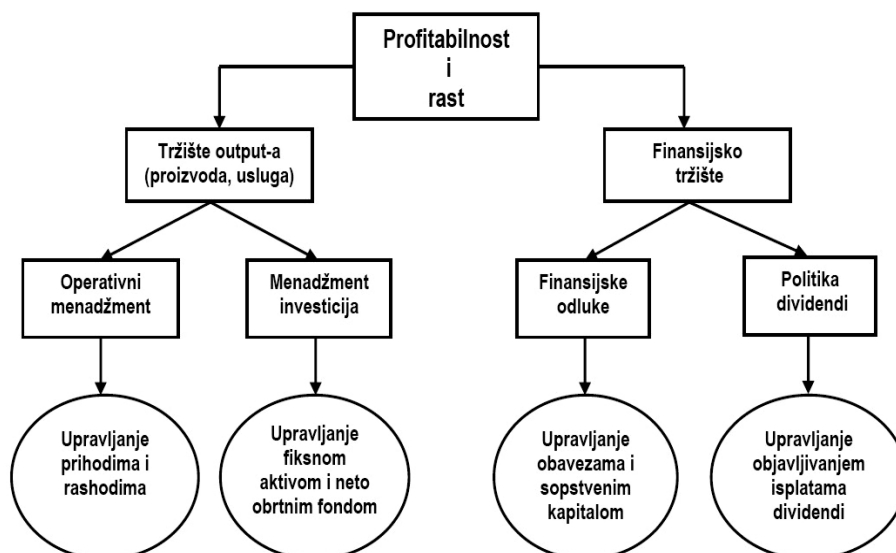 Profitabilnost
i
rast
Tržište output-a
(proizvoda, usluga)
Finansijsko
tržište
Operativni
menadžment
Menadžment
investicija
Finansijske
odluke
Politika
dividendi
Upravljanje
prihodima i
rashodima
Upravljanje
fiksnom
aktivom i neto
obrtnim fondom
Upravljanje
obavezama i
sopstvenim
kapitalom
Upravljanje
objavljivanjem
isplatama
dividendi